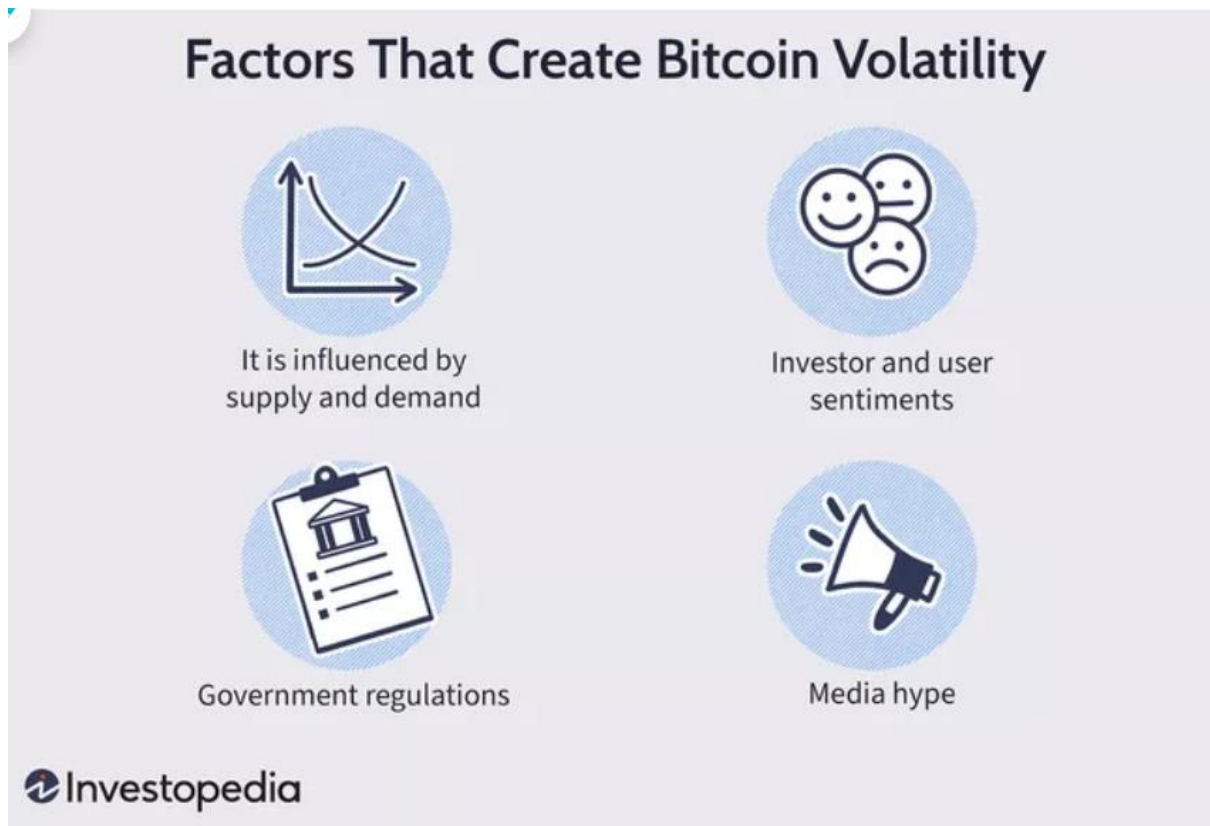 Factors That Create Bitcoin Volatility
It is influenced by
supply and demand
Investor and user
sentiments
Government regulations
Media hype
Investopedia